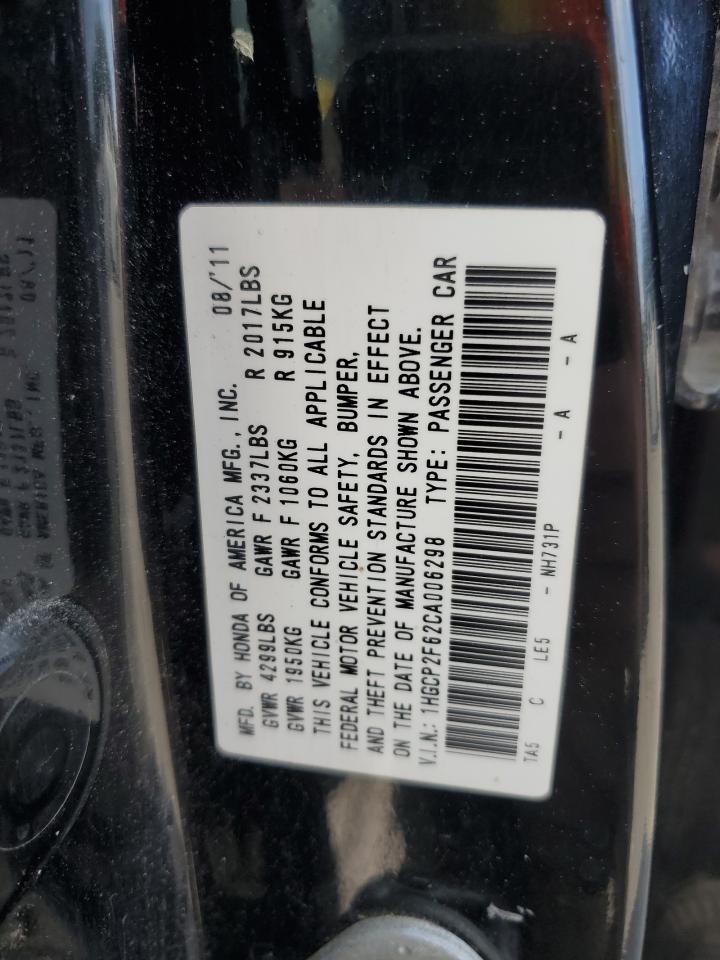 MFD. BY HONDA OF AMERICA MFG., INC. 08/'11
GVWR 4299LBS GAWR F 2337LBS R 2017LBS
GVWR 1950KG GAWR F 1060KG R 915KG
THIS VEHICLE CONFORMS TO ALL APPLICABLE
FEDERAL MOTOR VEHICLE SAFETY, BUMPER,
AND THEFT PREVENTION STANDARDS IN EFFECT
ON THE DATE OF MANUFACTURE SHOWN ABOVE.
V.I.N.: 1HGCP2F62CA006298 TYPE: PASSENGER CAR
TA5 C LE5 - NH731P - A - A